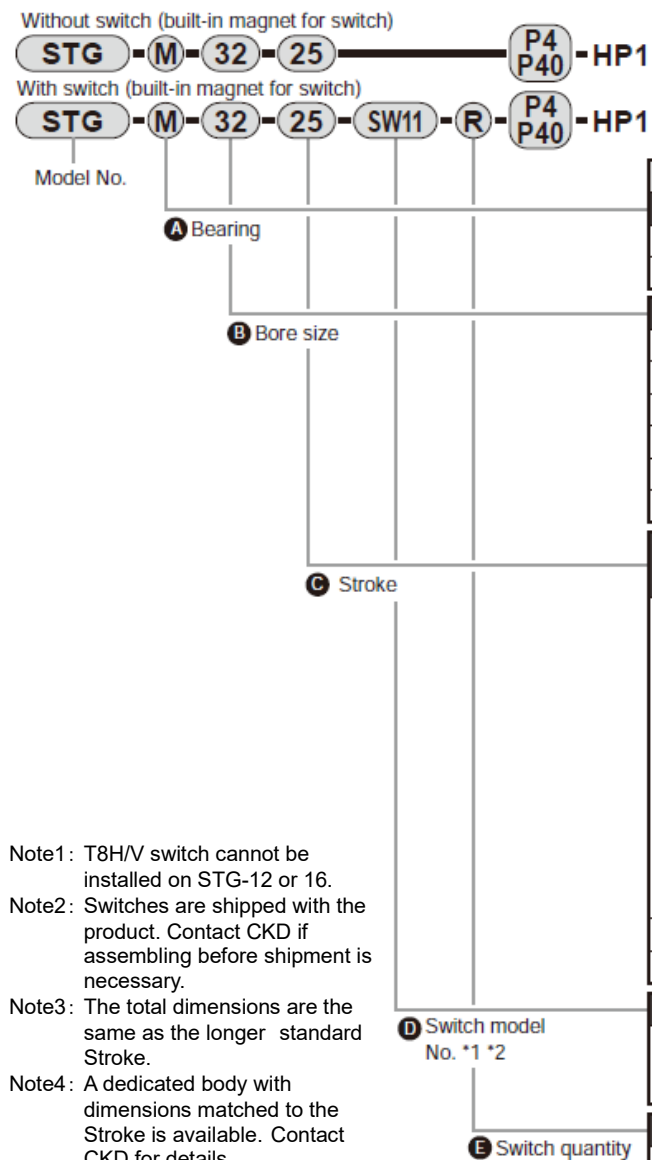 Without switch (built-in magnet for switch)
STG - M - 32 - 25 P4 P40 - HP1
With switch (built-in magnet for switch)
STG - M - 32 - 25 - SW11 - R - P4 P40 - HP1
Model No.
A Bearing
B Bore size
C Stroke
Note1: T8H/V switch cannot be
installed on STG-12 or 16.
Note2: Switches are shipped with the
product. Contact CKD if
assembling before shipment is
necessary.
Note3: The total dimensions are the
same as the longer standard
Stroke.
Note4: A dedicated body with
dimensions matched to the
Stroke is available. Contact
CKD for details
D Switch model
No. *1 *2
E Switch quantity